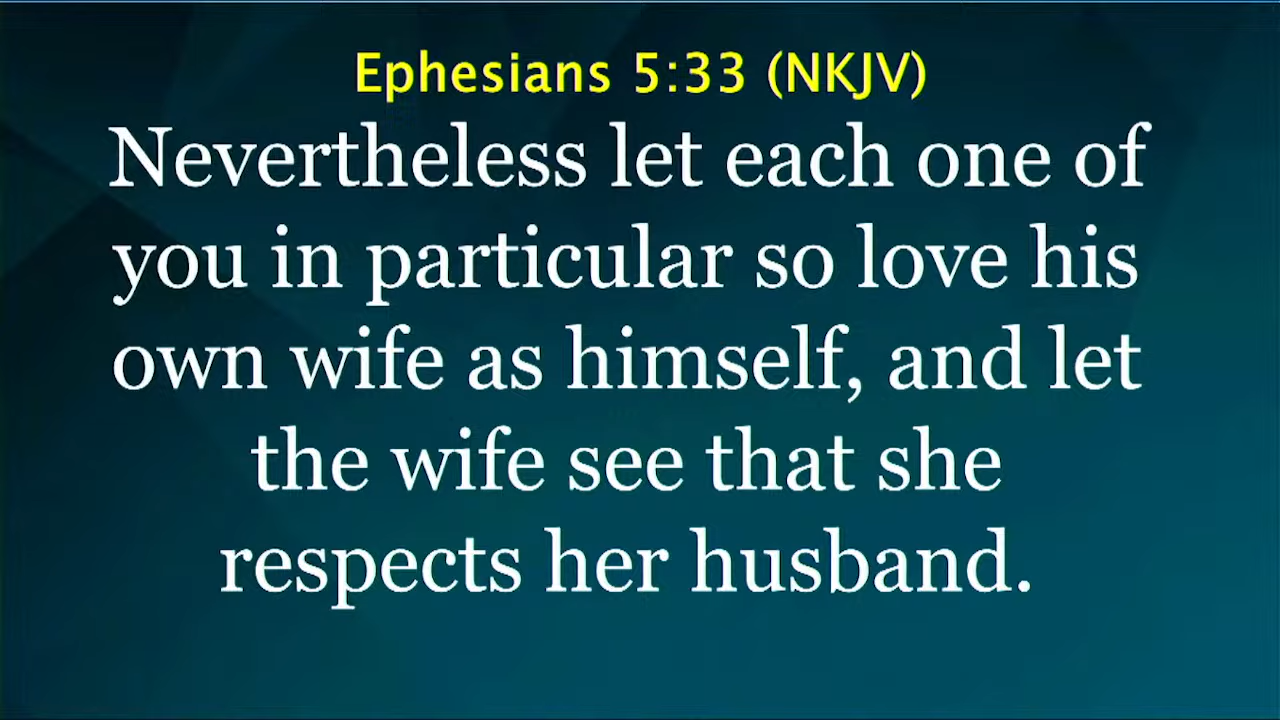 Ephesians 5:33 (NKJV)
Nevertheless let each one of
you in particular so love his
own wife as himself, and let
the wife see that she
respects her husband.